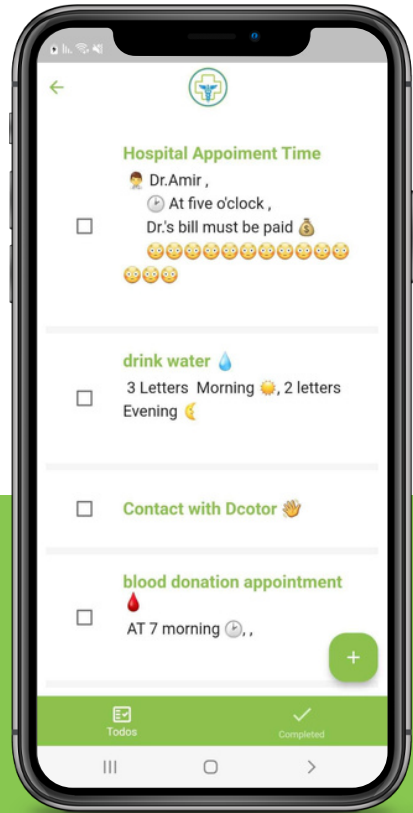 Hospital Appoiment Time
👨‍⚕️ Dr.Amir ,
🕑 At five o'clock ,
Dr.'s bill must be paid 💰
😳😳😳😳😳😳😳😳😳😳
😳😳😳
drink water 💧
3 Letters Morning ☀️, 2 letters
Evening 🌜
Contact with Dcotor 👋
blood donation appointment
🩸
AT 7 morning 🕑, ,
+
Todos
Completed